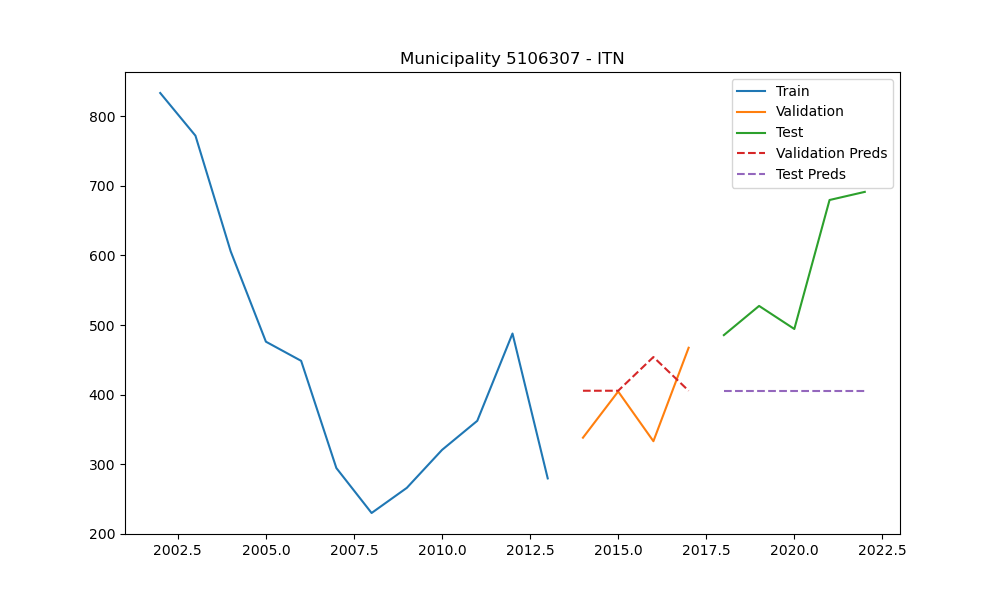 Municipality 5106307 - ITN
Train
Validation
Test
Validation Preds
Test Preds
800
700
600
500
400
300
200
2002.5 2005.0 2007.5 2010.0 2012.5 2015.0 2017.5 2020.0 2022.5